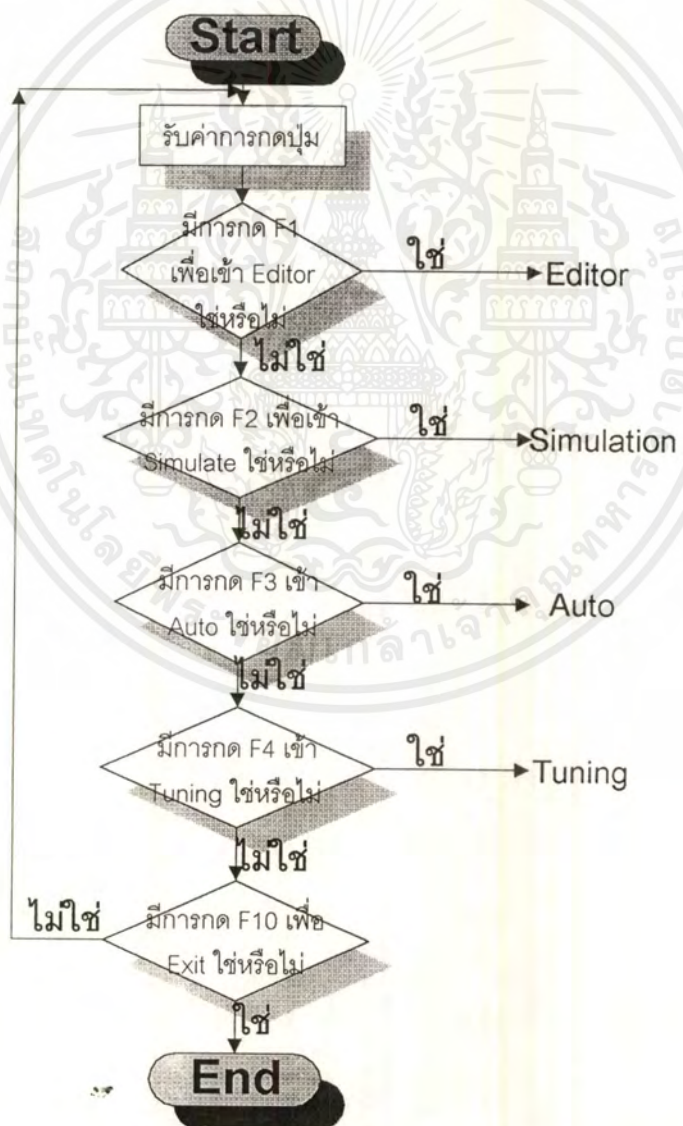 Start
รับค่าการกดปุ่ม
มีการกด F1
เพื่อเข้า Editor
ใช่หรือไม่
ใช่
Editor
ไม่ใช่
มีการกด F2 เพื่อเข้า
Simulate ใช่หรือไม่
ใช่
Simulation
ไม่ใช่
มีการกด F3 เข้า
Auto ใช่หรือไม่
ใช่
Auto
ไม่ใช่
มีการกด F4 เข้า
Tuning ใช่หรือไม่
ใช่
Tuning
ไม่ใช่
มีการกด F10 เพื่อ
Exit ใช่หรือไม่
ไม่ใช่
ใช่
End